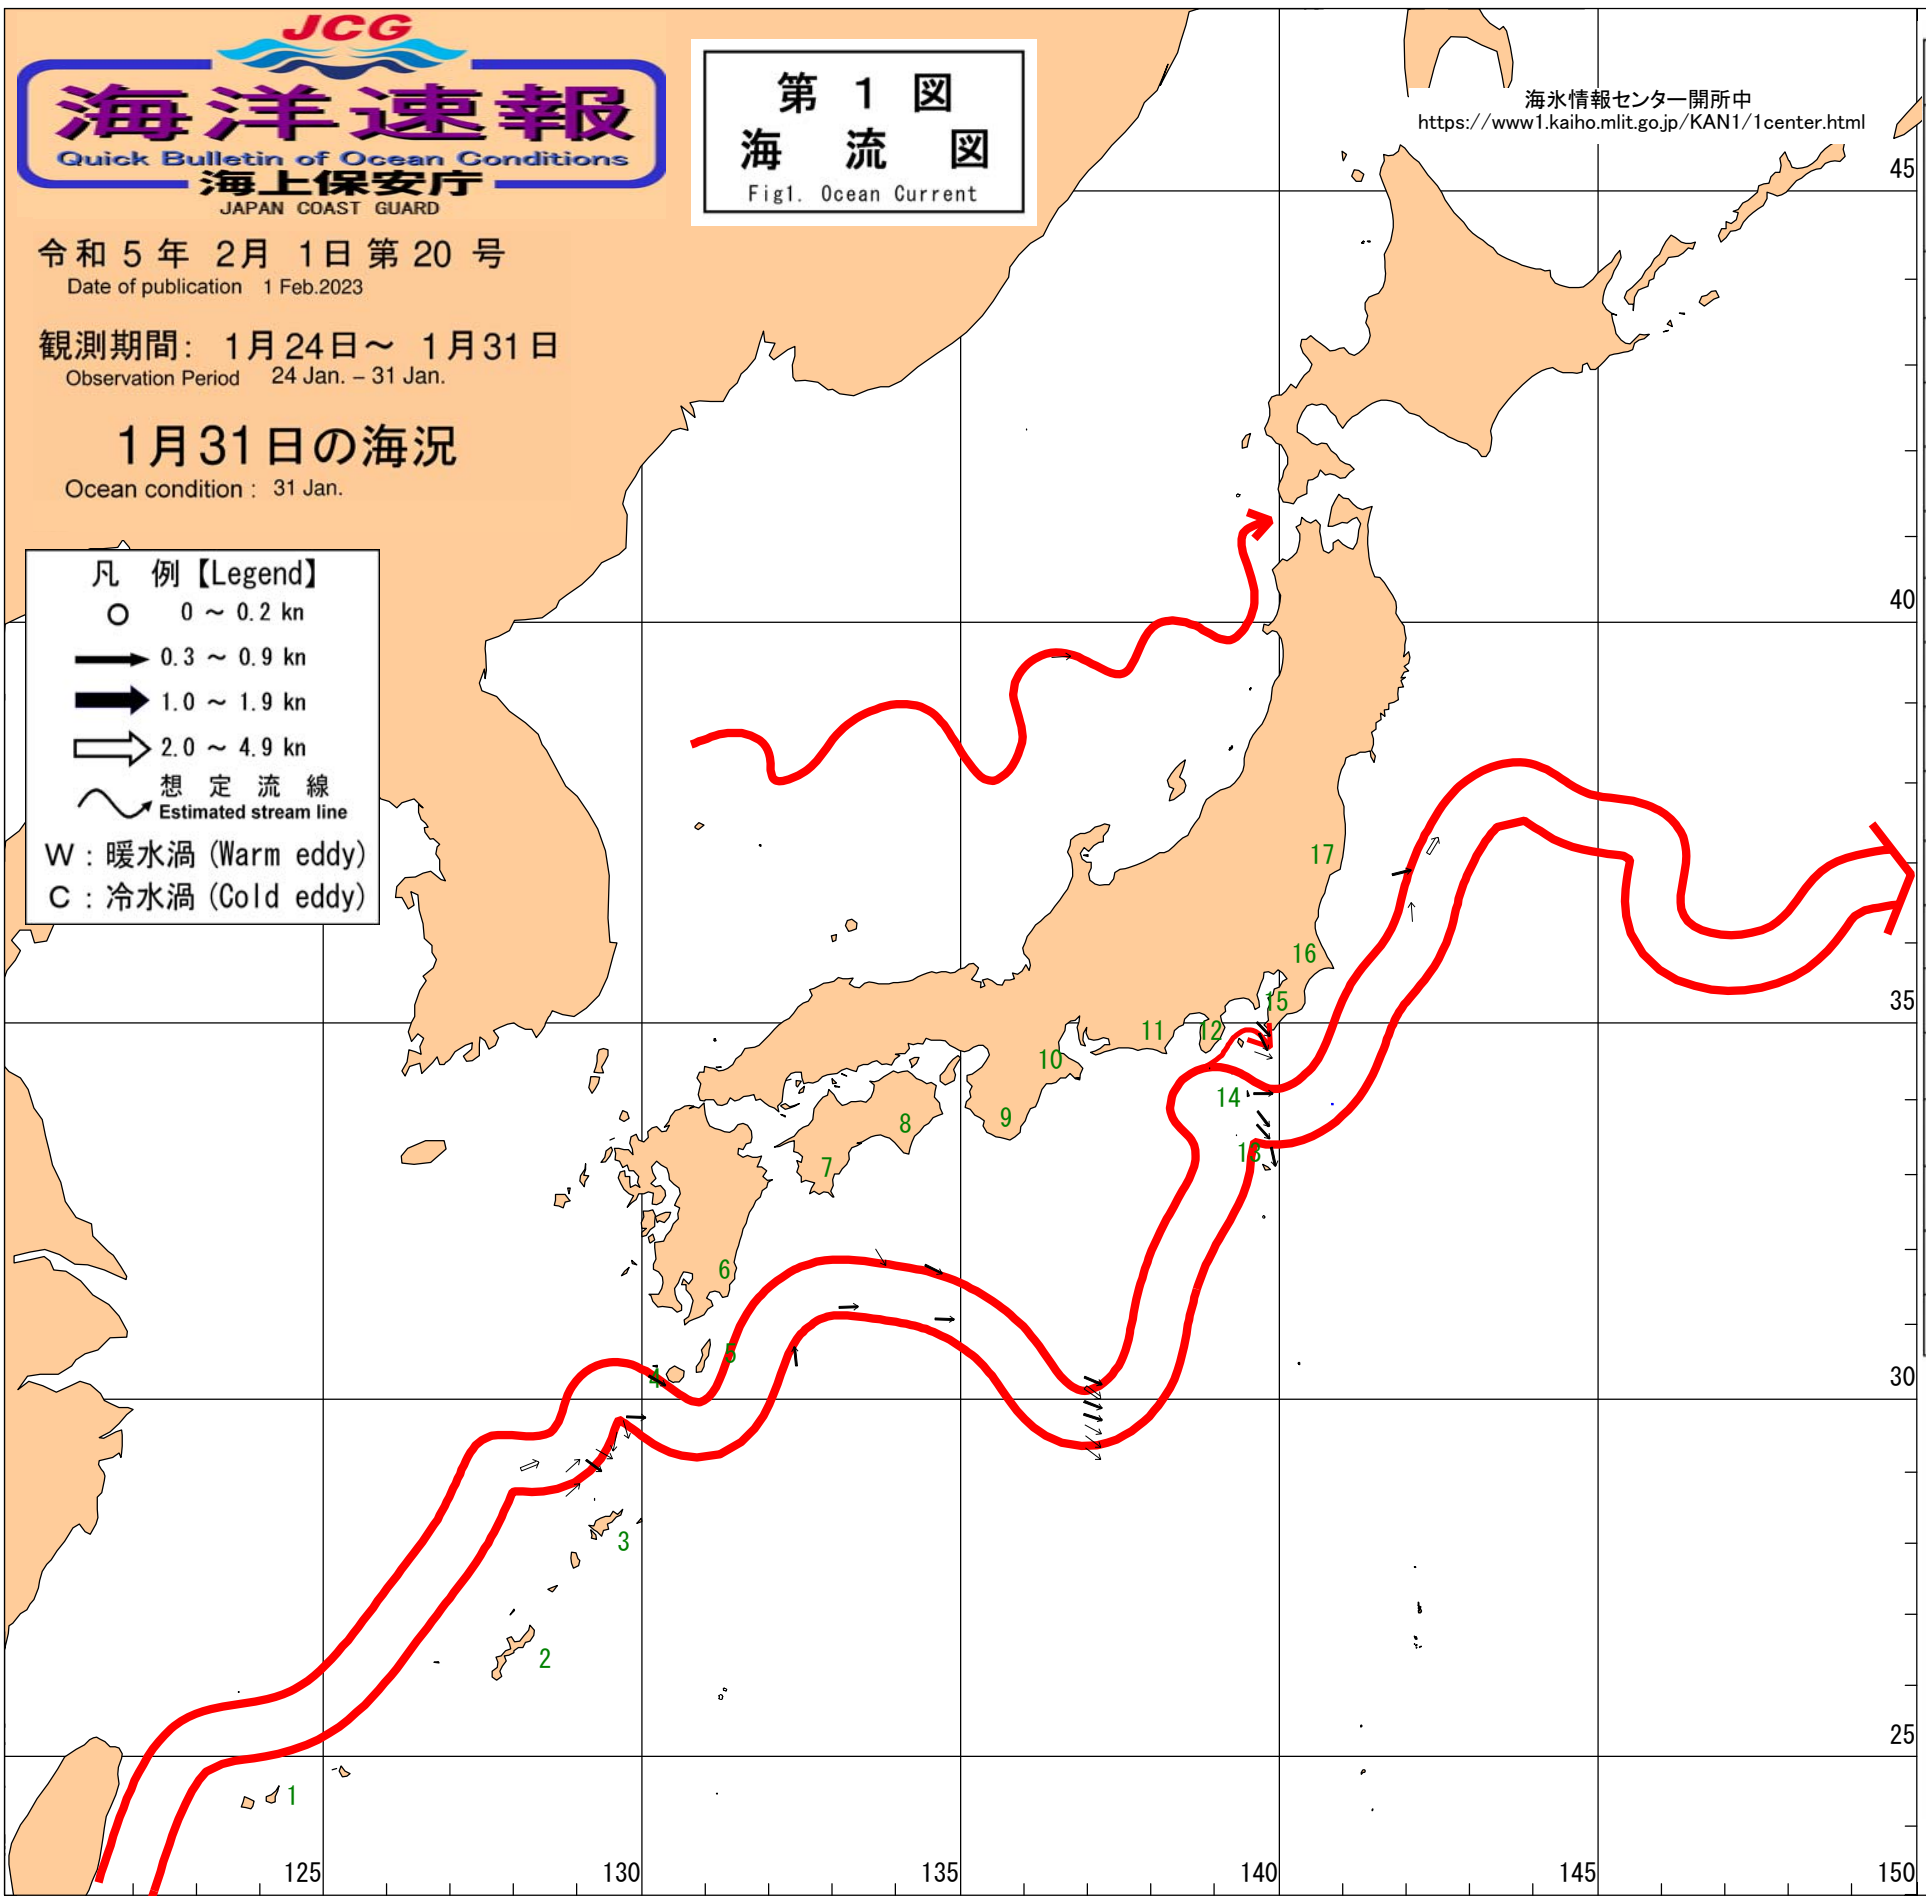 JCG
海洋速報
Quick Bulletin of Ocean Conditions
海上保安庁
JAPAN COAST GUARD
第 1 図
海 流 図
Fig1. Ocean Current
海氷情報センター開所中
https://www1.kaiho.mlit.go.jp/KAN1/1center.html
令和 5 年 2月 1日 第 20 号
Date of publication 1 Feb.2023
観測期間: 1月24日～ 1月31日
Observation Period 24 Jan. – 31 Jan.
1月31日の海況
Ocean condition : 31 Jan.
凡 例【Legend】
0 ～ 0.2 kn
0.3 ～ 0.9 kn
1.0 ～ 1.9 kn
2.0 ～ 4.9 kn
想 定 流 線
Estimated stream line
W : 暖水渦 (Warm eddy)
C : 冷水渦 (Cold eddy)
45
40
35
30
25
17
16
15
12
11
10
14
9
8
13
7
6
5
4
3
2
1
125
130
135
140
145
150